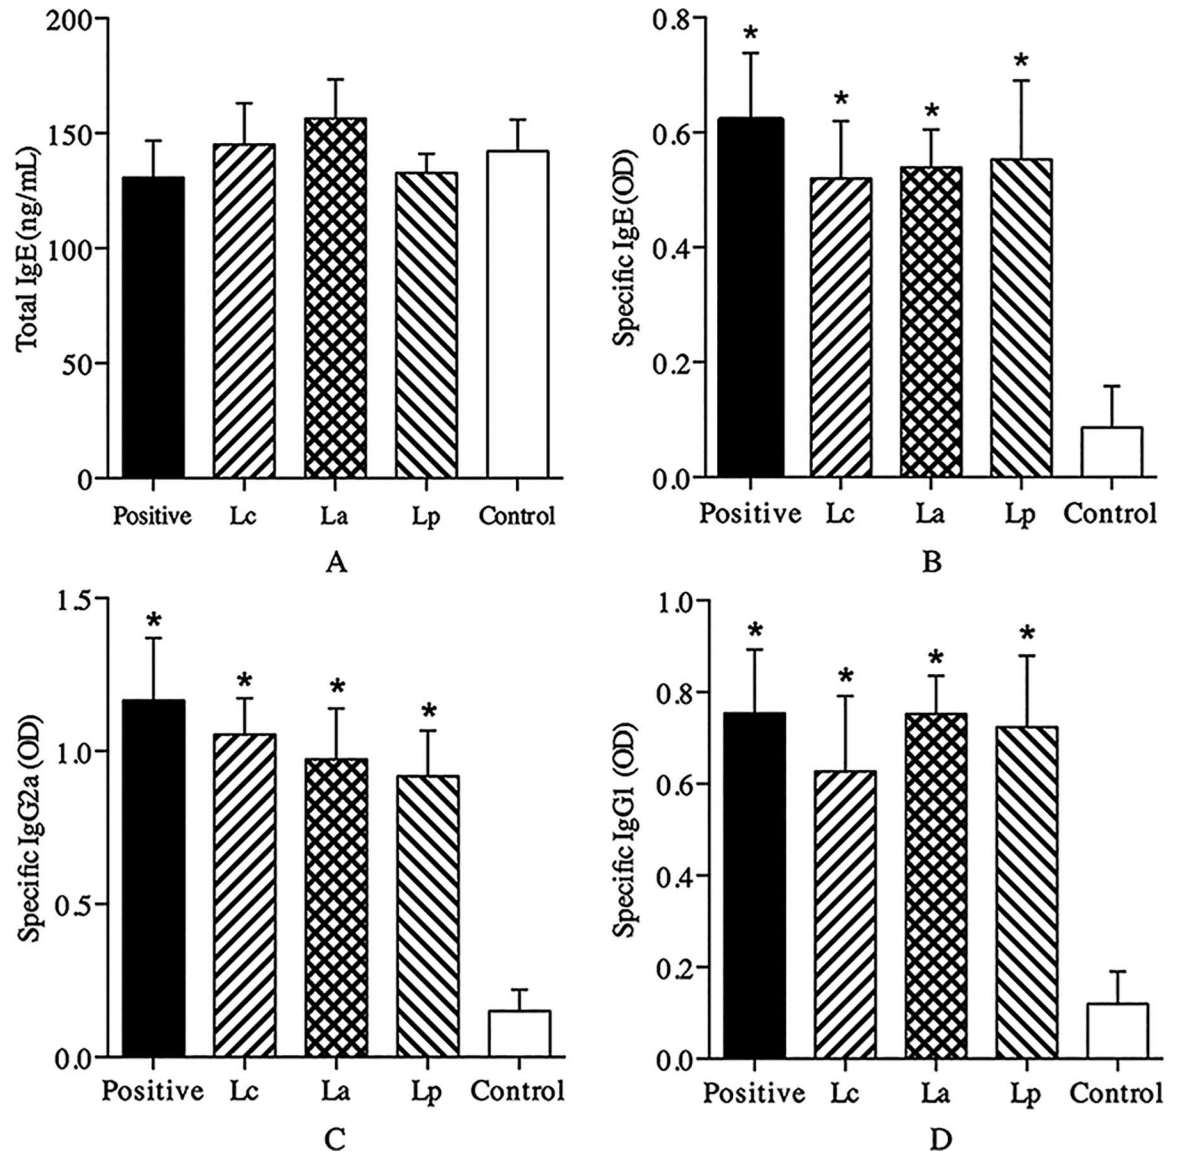 Total IgE (ng/mL)
200
150
100
50
0
Positive Lc La Lp Control
A
Specific IgE (OD)
0.8
0.6
0.4
0.2
0.0
* * * *
Positive Lc La Lp Control
B
Specific IgG2a (OD)
1.5
1.0
0.5
0.0
* * * *
Positive Lc La Lp Control
C
Specific IgG1 (OD)
1.0
0.8
0.6
0.4
0.2
0.0
* * * *
Positive Lc La Lp Control
D